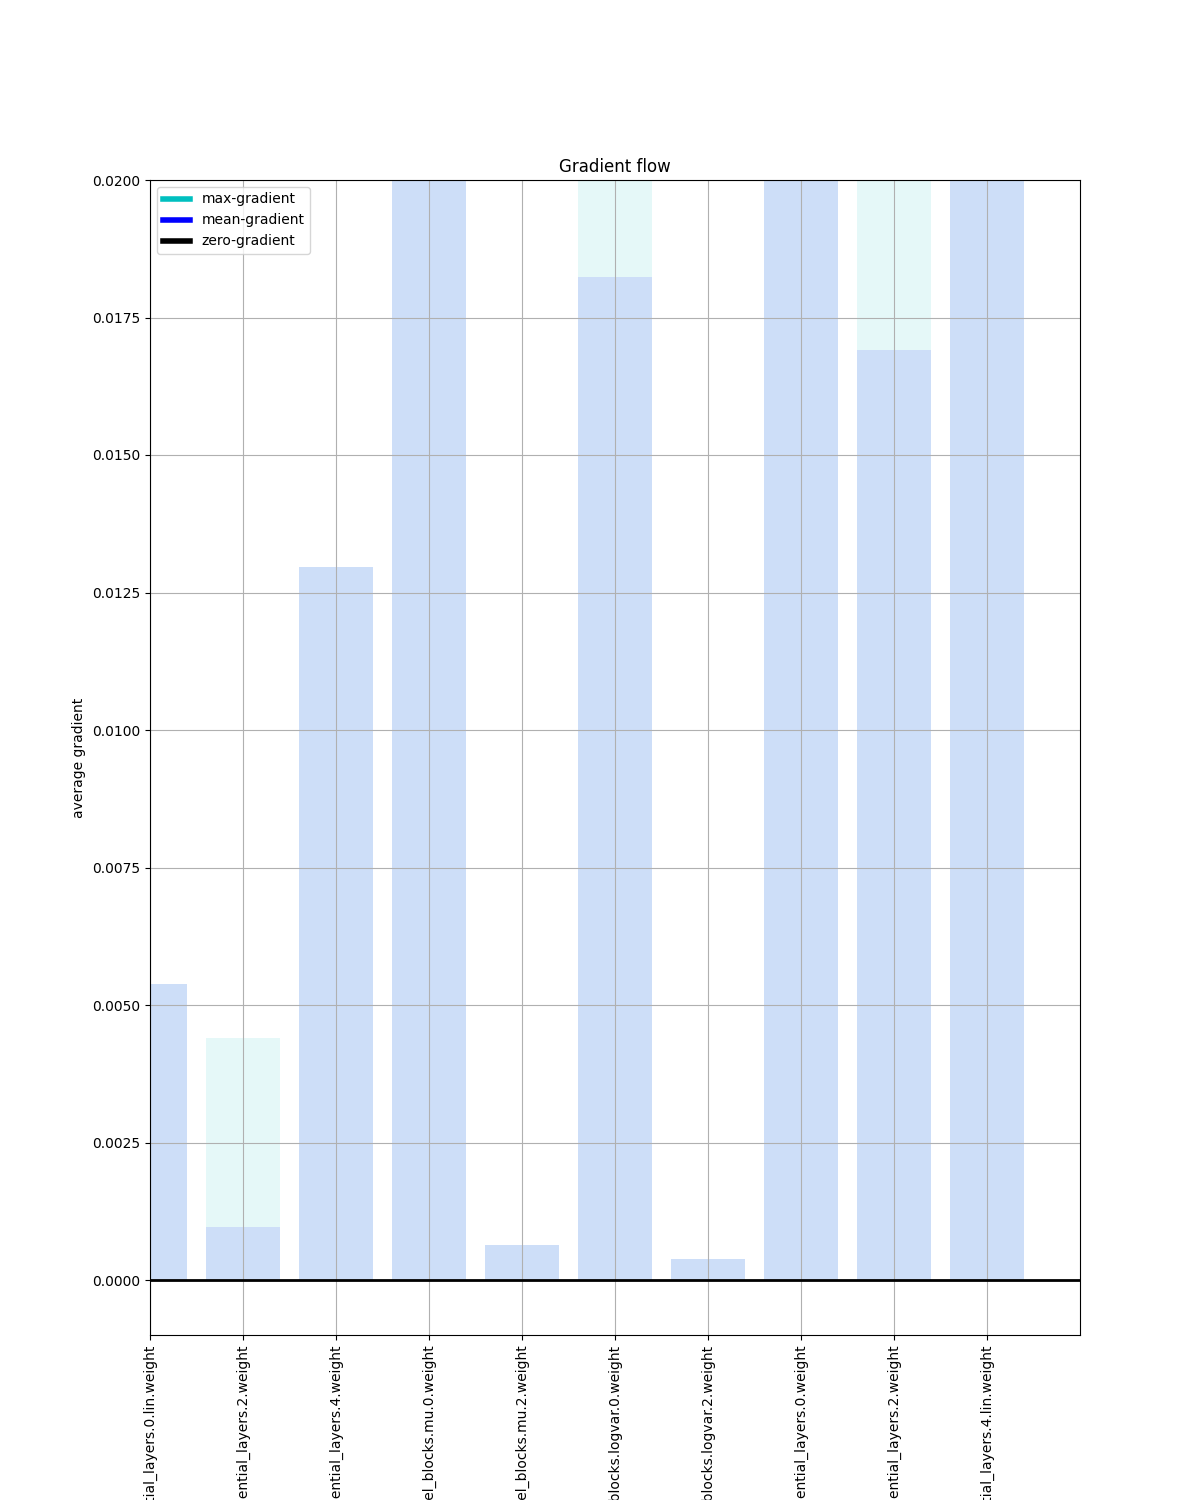 Gradient flow
max-gradient
mean-gradient
zero-gradient
0.0200
0.0175
0.0150
0.0125
0.0100
0.0075
0.0050
0.0025
0.0000
average gradient
tial_layers.0.lin.weight
ential_layers.2.weight
ential_layers.4.weight
el_blocks.mu.0.weight
el_blocks.mu.2.weight
blocks.logvar.0.weight
blocks.logvar.2.weight
ential_layers.0.weight
ential_layers.2.weight
tial_layers.4.lin.weight